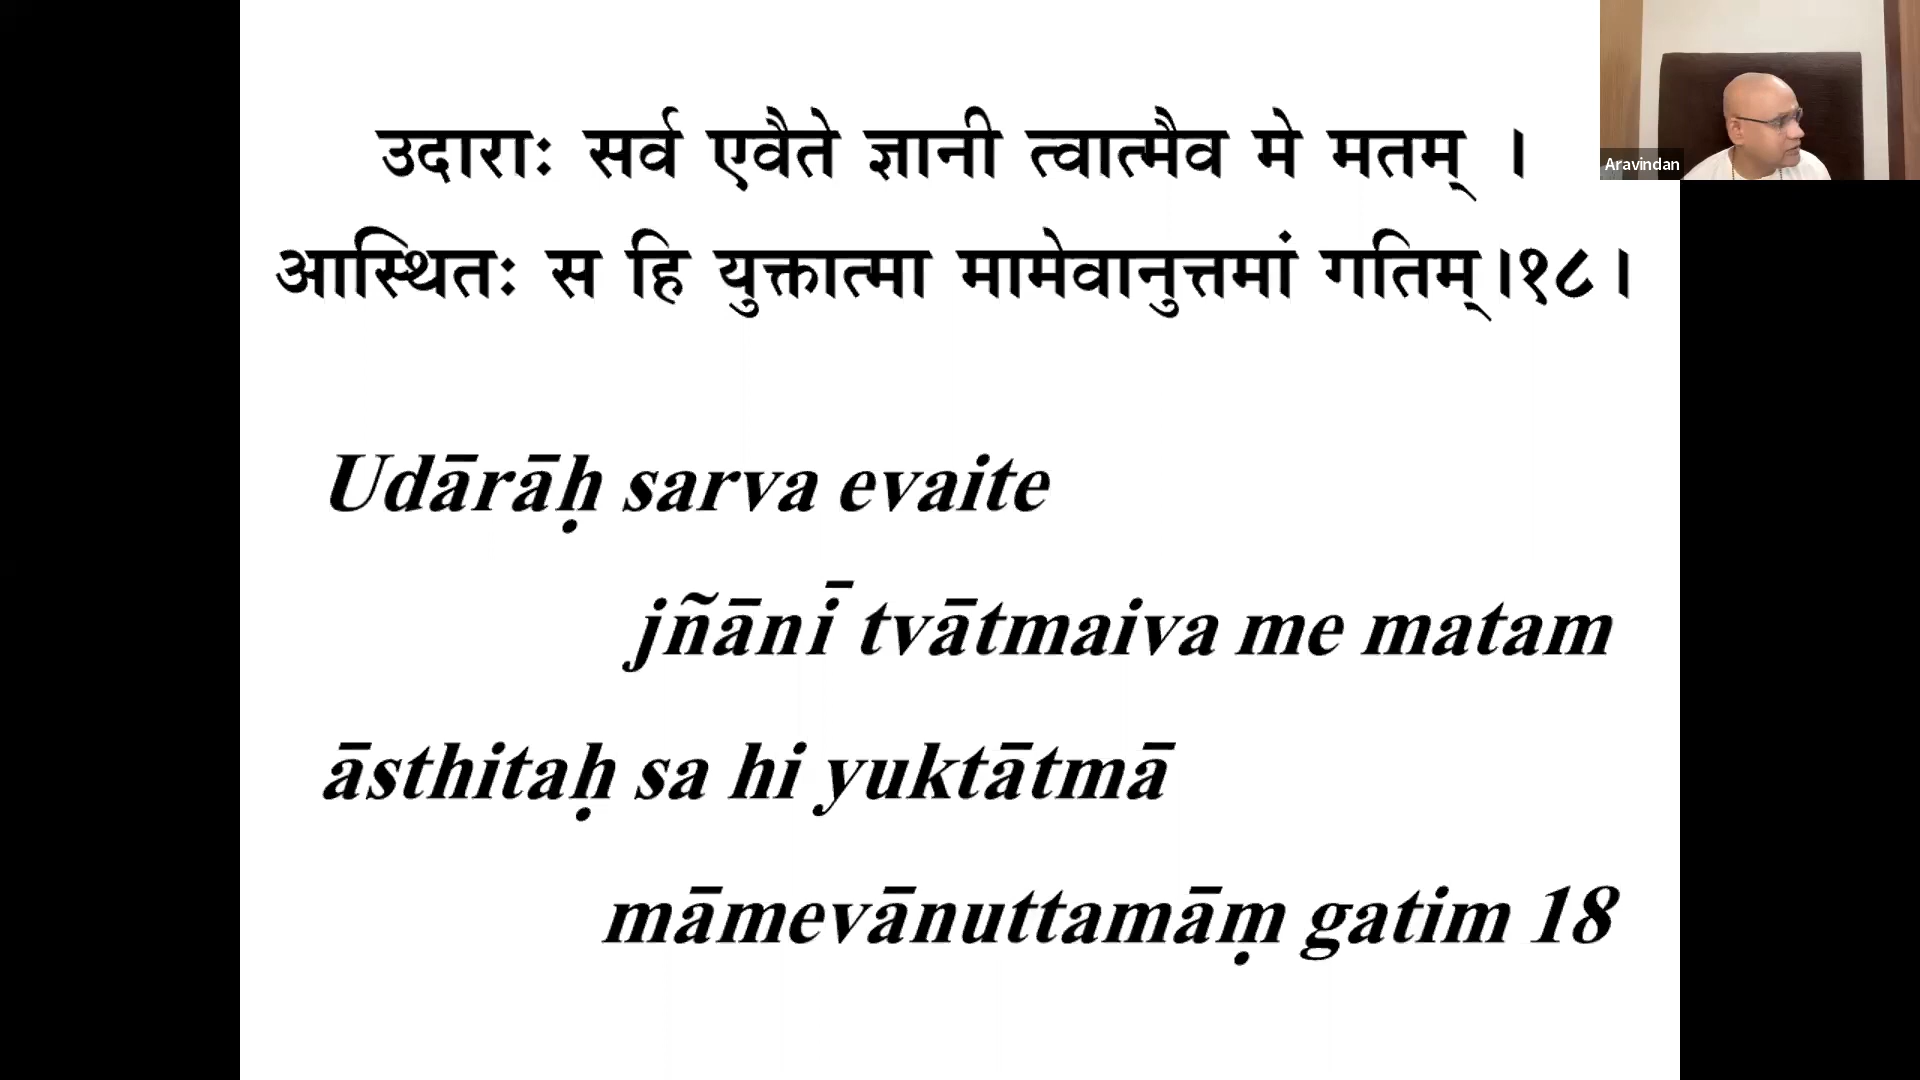 उदाराः सर्व एवैते ज्ञानी त्वात्मैव मे मतम् ।
आस्थितः स हि युक्तात्मा मामेवानुत्तमां गतिम्।१८।
Udārāḥ sarva evaite
jñānī tvātmaiva me matam
āsthitaḥ sa hi yuktātmā
māmevānuttamāṃ gatim 18
Aravindan